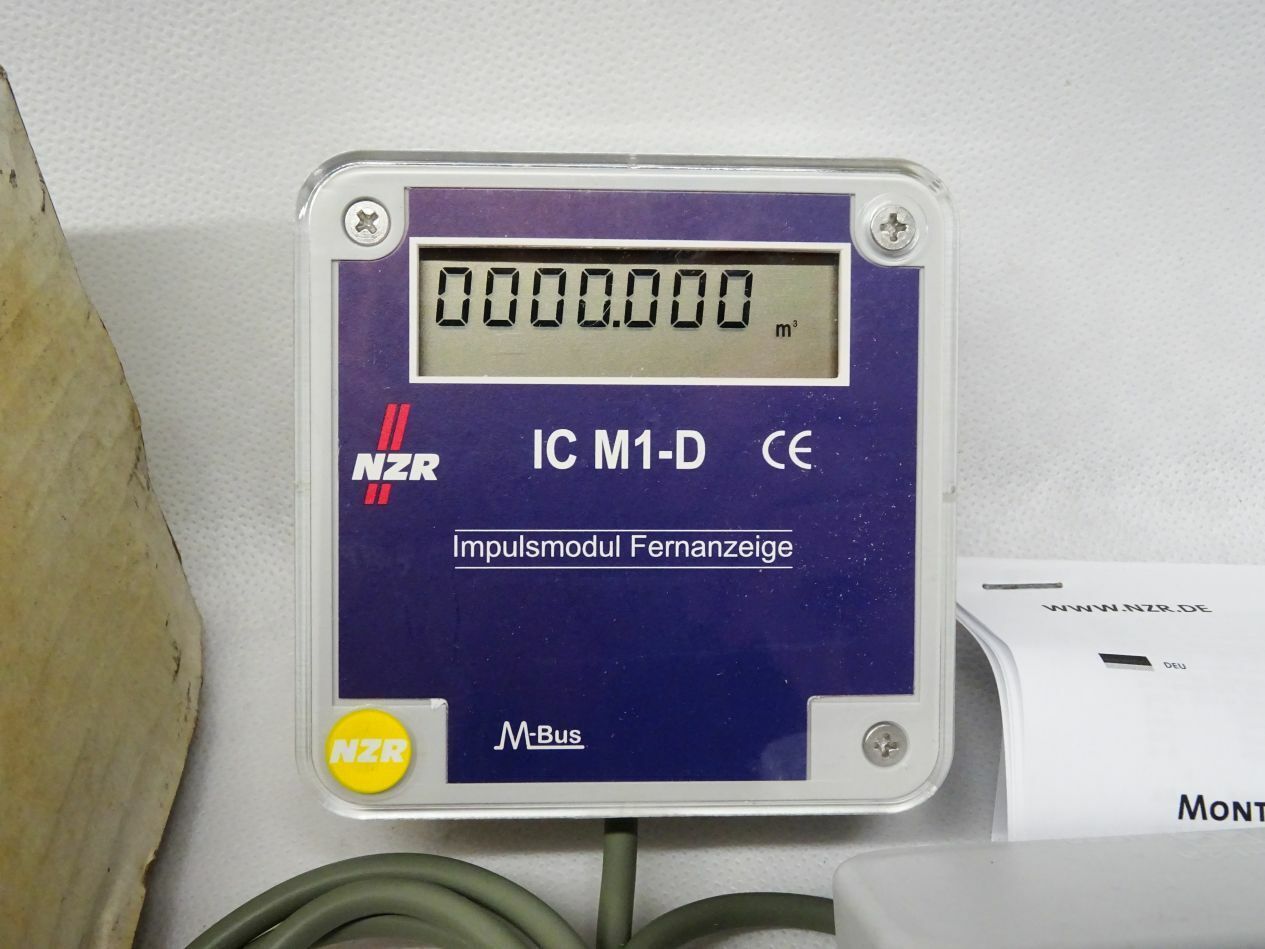 0000.000 m³
NZR
IC M1-D CE
Impulsmodul Fernanzeige
M-Bus
NZR
WWW.NZR.DE
DEU
MONT